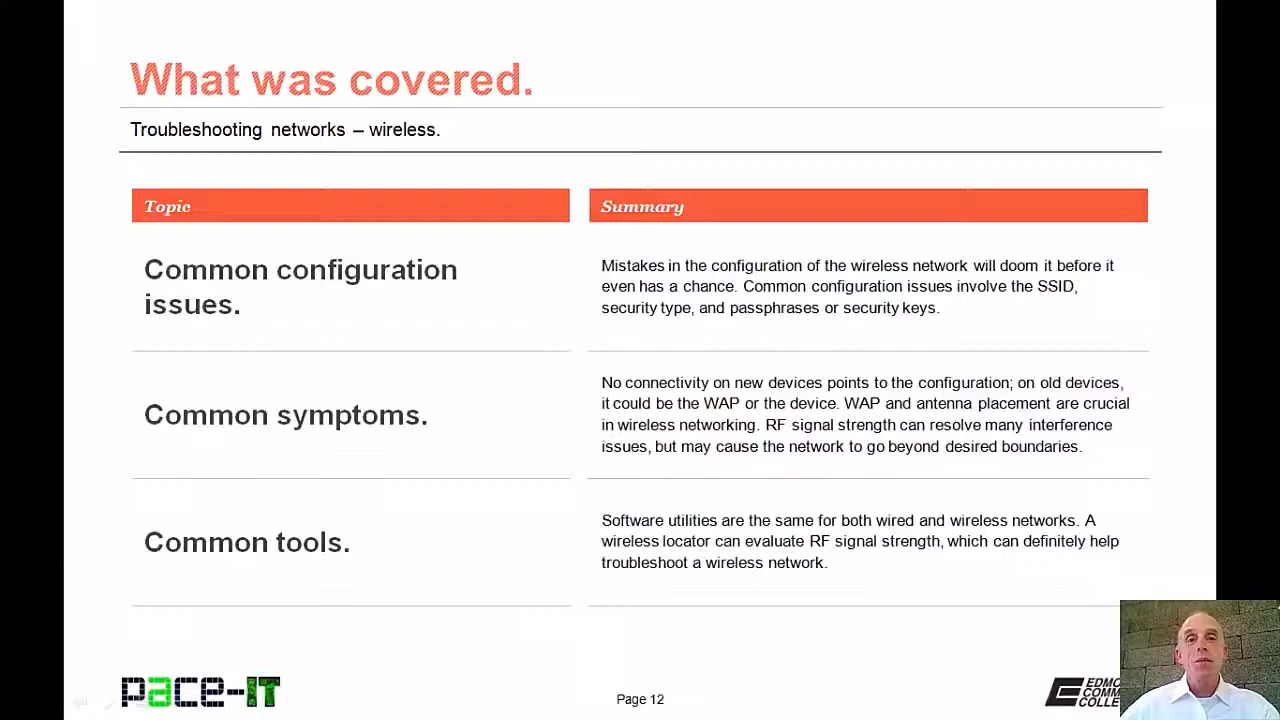 What was covered.
Troubleshooting networks – wireless.
Topic
Summary
Common configuration
issues.
Mistakes in the configuration of the wireless network will doom it before it
even has a chance. Common configuration issues involve the SSID,
security type, and passphrases or security keys.
Common symptoms.
No connectivity on new devices points to the configuration; on old devices,
it could be the WAP or the device. WAP and antenna placement are crucial
in wireless networking. RF signal strength can resolve many interference
issues, but may cause the network to go beyond desired boundaries.
Common tools.
Software utilities are the same for both wired and wireless networks. A
wireless locator can evaluate RF signal strength, which can definitely help
troubleshoot a wireless network.
pace-IT
Page 12